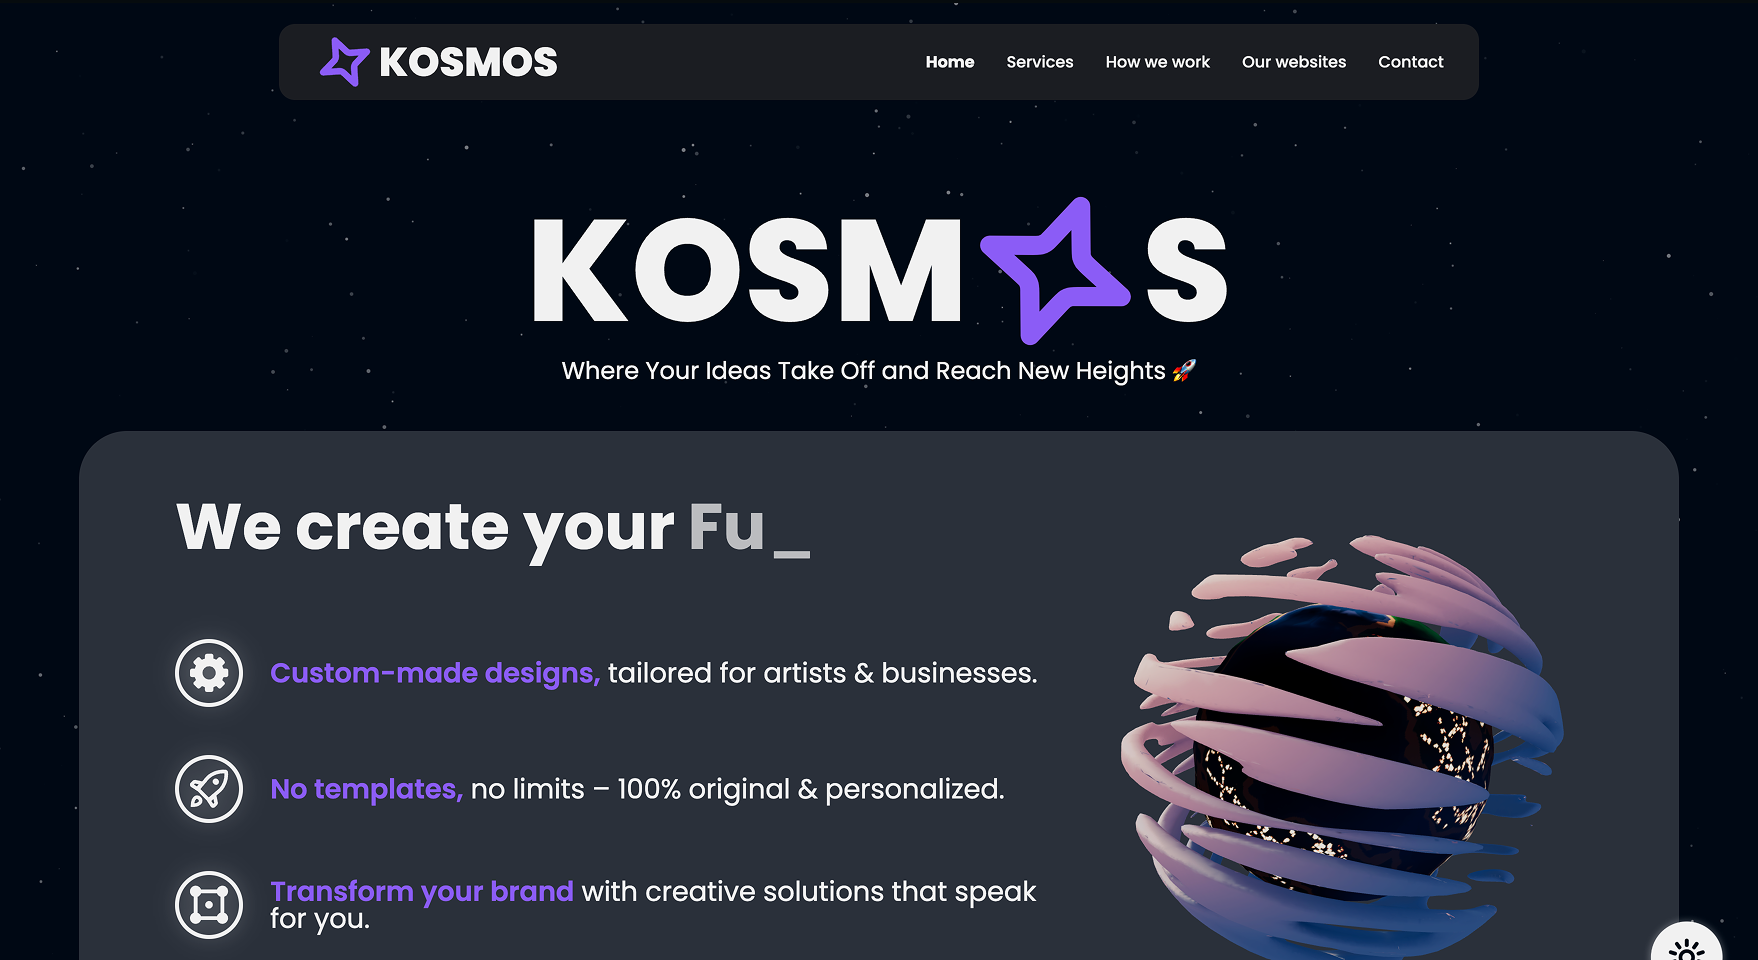 KOSMOS
Home Services How we work Our websites Contact
KOSM S
Where Your Ideas Take Off and Reach New Heights 🚀
We create your Fu_
Custom-made designs, tailored for artists & businesses.
No templates, no limits – 100% original & personalized.
Transform your brand with creative solutions that speak
for you.